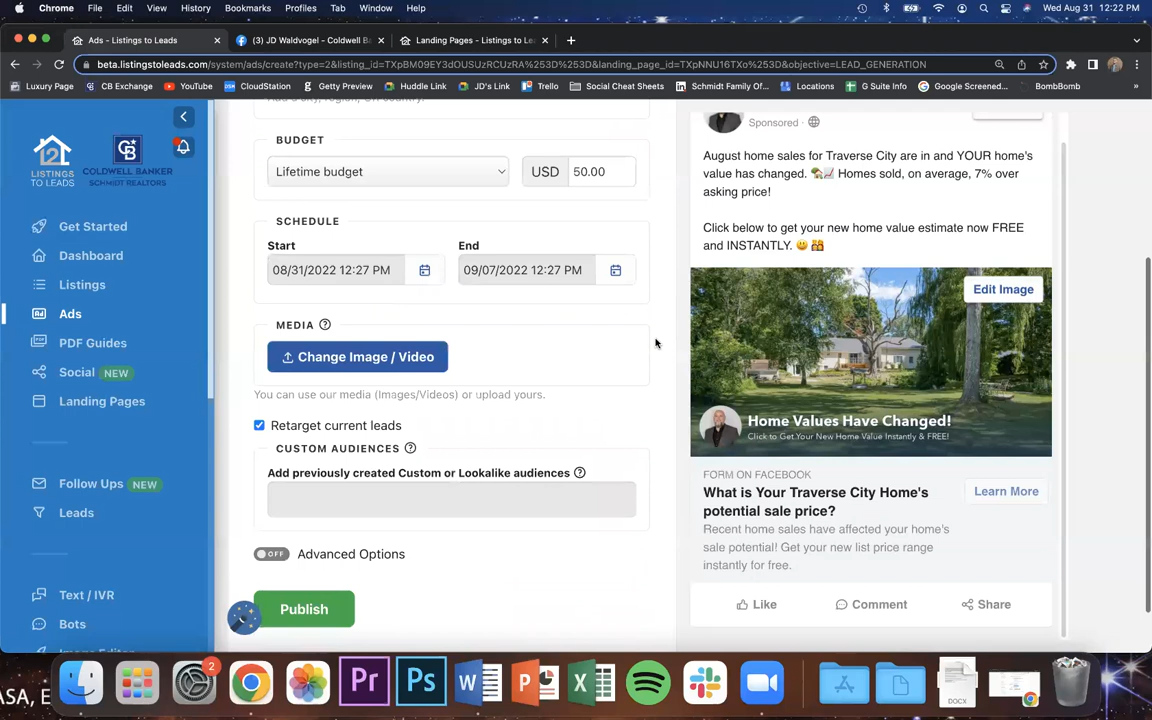 Chrome File Edit View History Bookmarks Profiles Tab Window Help Wed Aug 31 12:22 PM
Ads - Listings to Leads (3) JD Waldvogel - Coldwell B Landing Pages - Listings to Le
beta.listingstoleads.com/system/ads/create?type=2&listing_id=TXpBM09EY3dOUSUzRCUzRA%253D%253D&landing_page_id=TXpNNU16TXo%253D&objective=LEAD_GENERATION
Luxury Page CB Exchange YouTube CloudStation Getty Preview Huddle Link JD's Link Trello Social Cheat Sheets Schmidt Family Of... Locations G Suite Info Google Screened... BombBomb »
LISTINGS TO LEADS
COLDWELL BANKER
SCHMIDT REALTORS
Get Started
Dashboard
Listings
Ads
PDF Guides
Social NEW
Landing Pages
Follow Ups NEW
Leads
Text / IVR
Bots
BUDGET
Lifetime budget USD 50.00
SCHEDULE
Start End
08/31/2022 12:27 PM 09/07/2022 12:27 PM
MEDIA
Change Image / Video
You can use our media (Images/Videos) or upload yours.
Retarget current leads
CUSTOM AUDIENCES
Add previously created Custom or Lookalike audiences
OFF Advanced Options
Publish
Sponsored
August home sales for Traverse City are in and YOUR home's
value has changed. 🏡📈 Homes sold, on average, 7% over
asking price!
Click below to get your new home value estimate now FREE
and INSTANTLY. 😀 👪
Edit Image
Home Values Have Changed!
Click to Get Your New Home Value Instantly & FREE!
FORM ON FACEBOOK
What is Your Traverse City Home's
potential sale price?
Learn More
Recent home sales have affected your home's
sale potential! Get your new list price range
instantly for free.
Like Comment Share
2
Pr Ps W P X
DOCX
ASA, E